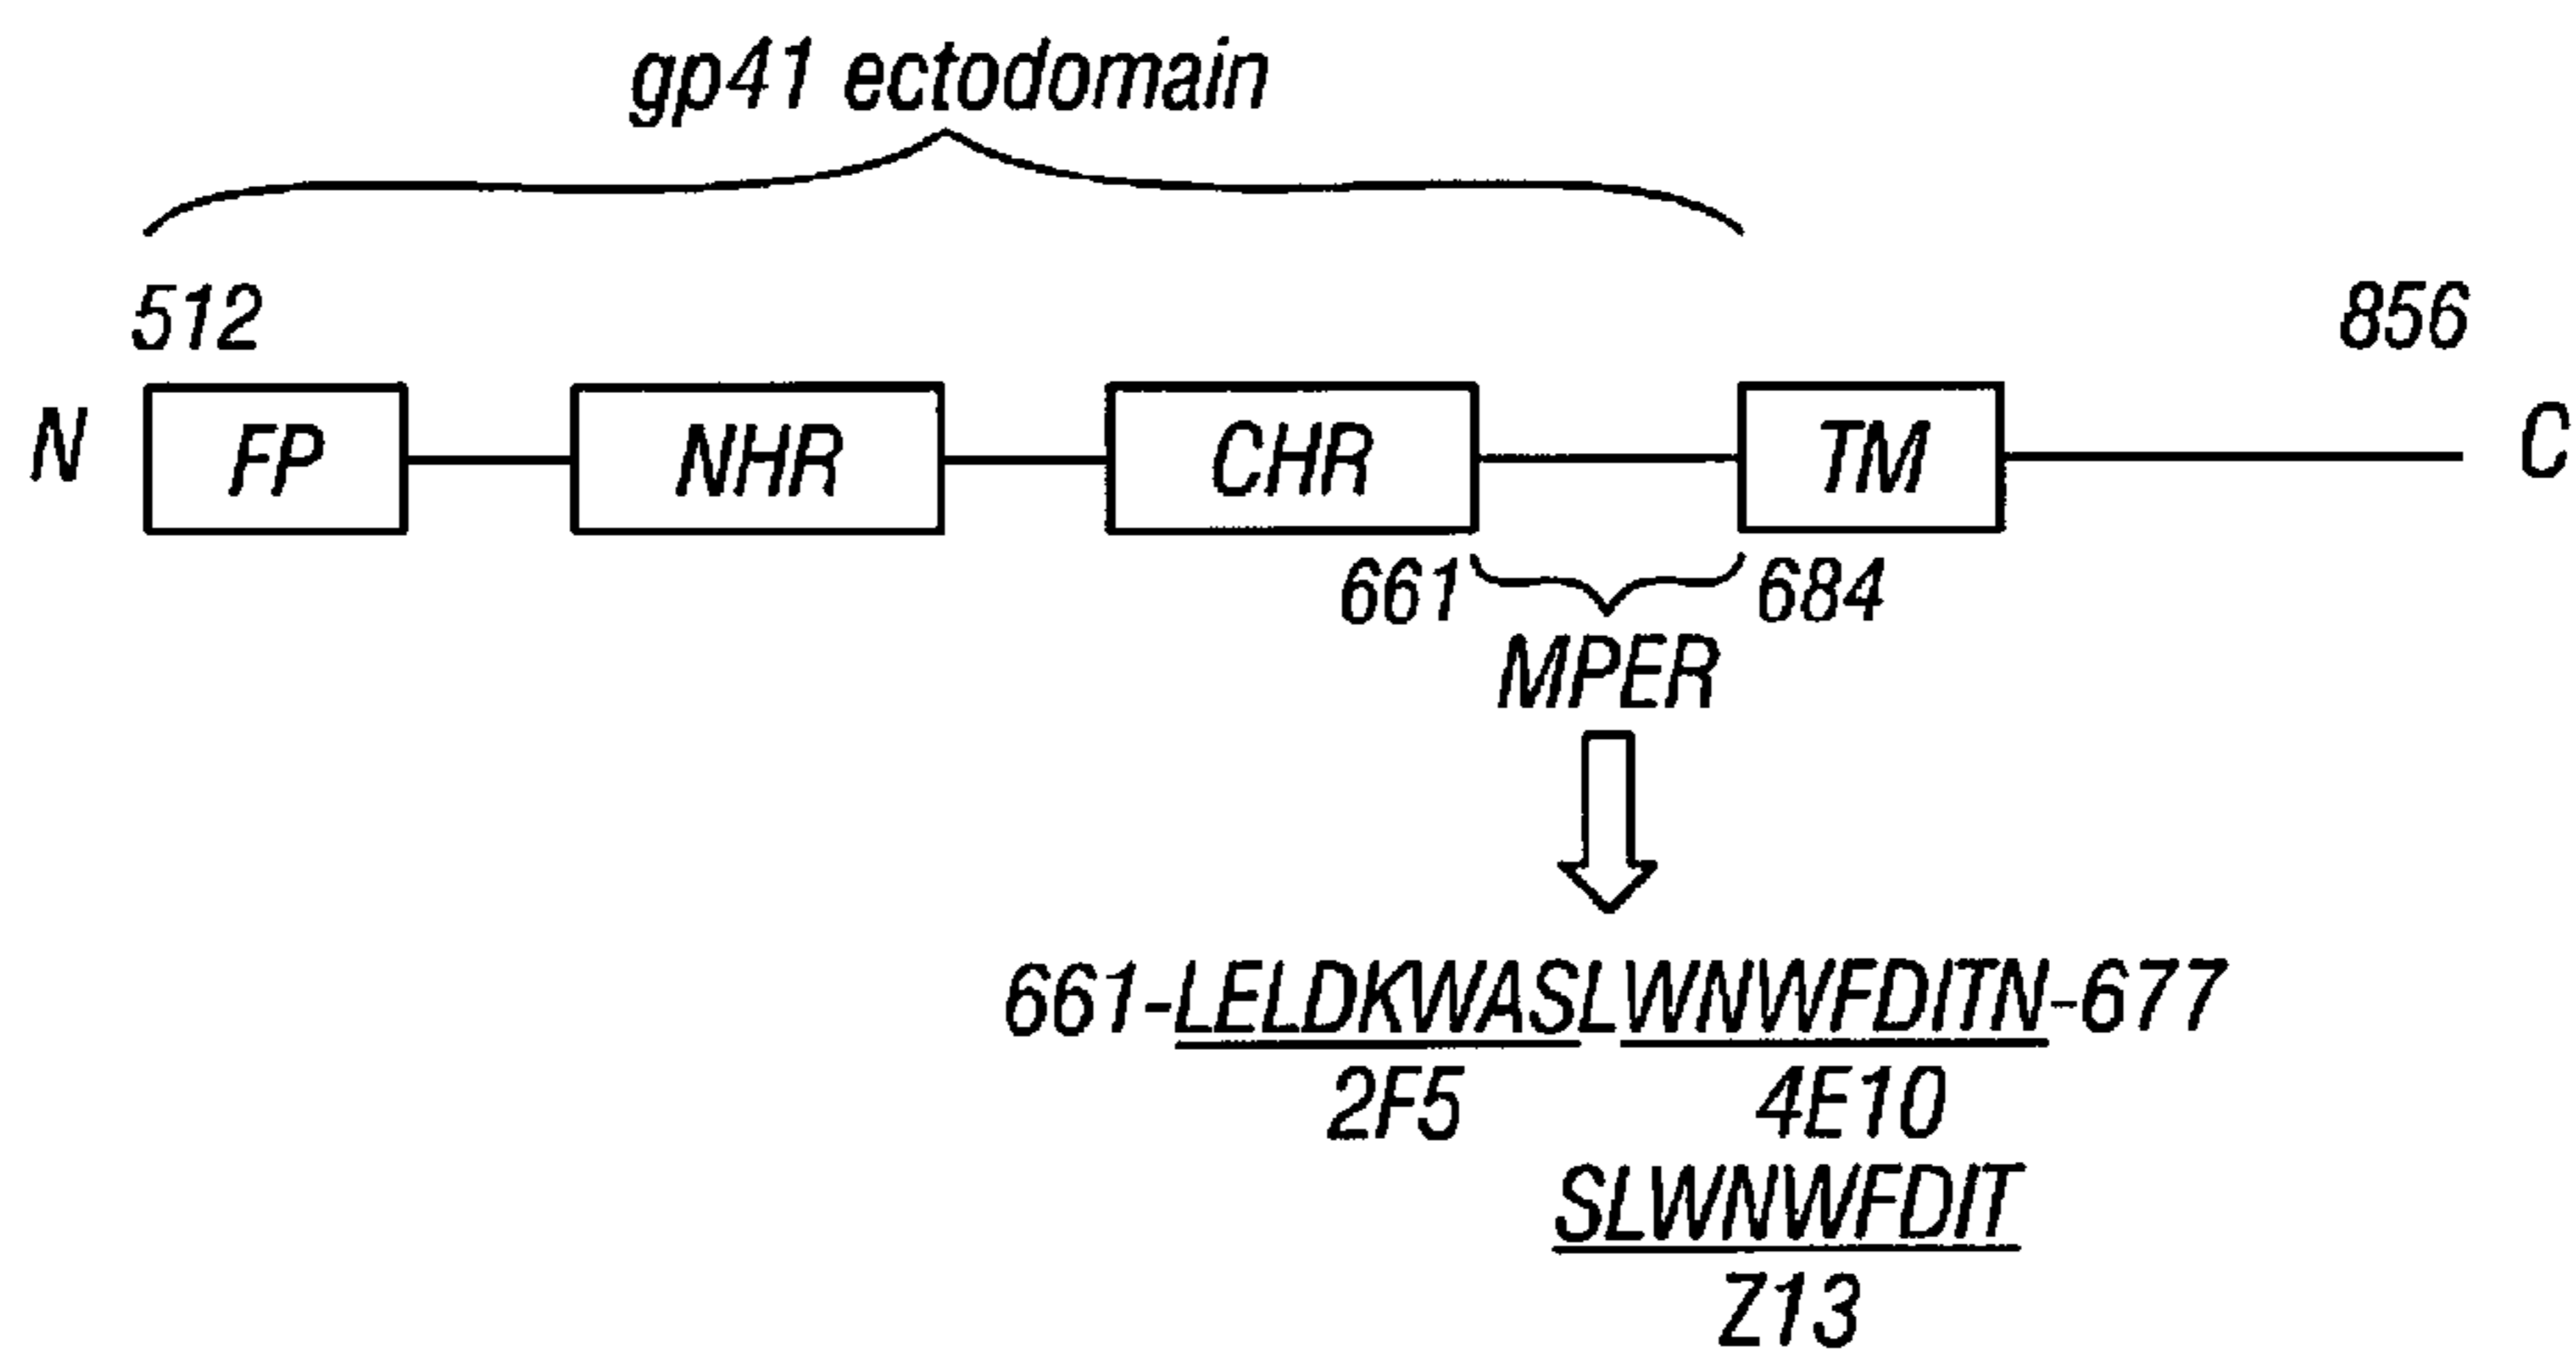 gp41 ectodomain
512 856
N FP NHR CHR TM C
661 684
MPER
661-LELDKWASLWNWFDITN-677
2F5 4E10
SLWNWFDIT
Z13